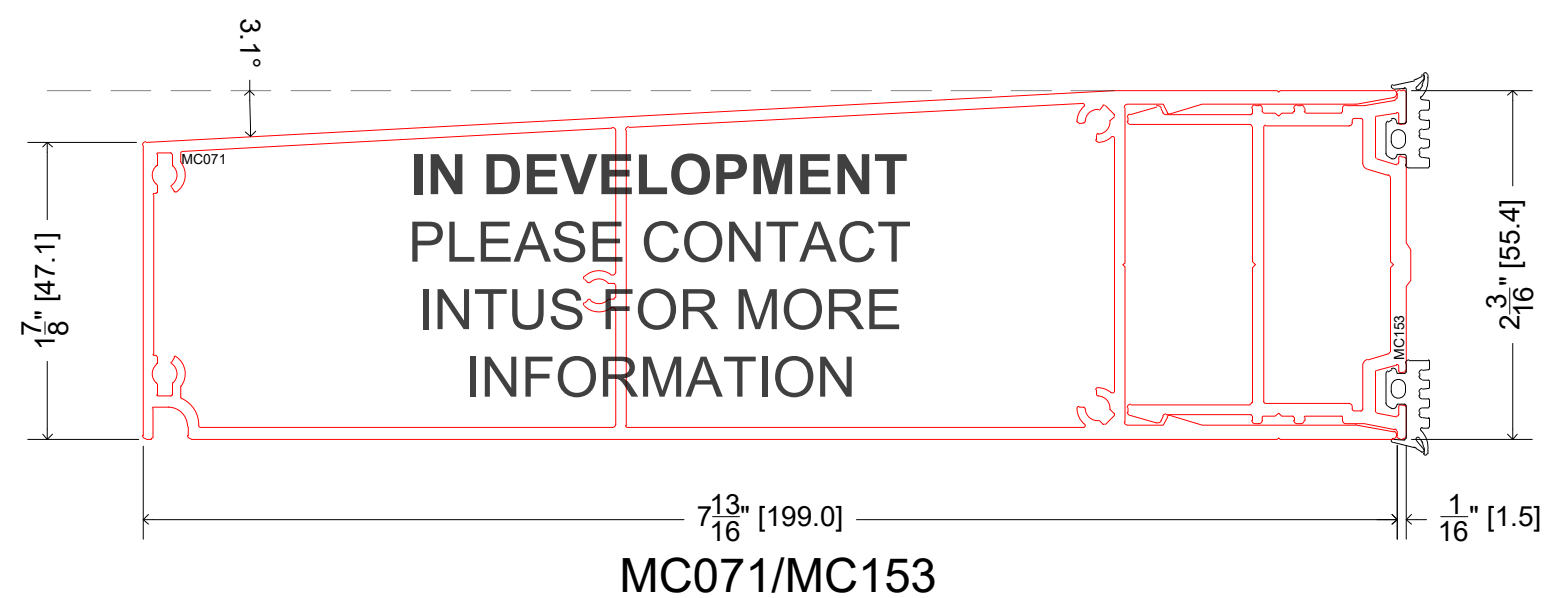 3.1°
MC071
IN DEVELOPMENT
PLEASE CONTACT
INTUS FOR MORE
INFORMATION
1 7/8" [47.1]
2 3/16" [55.4]
MC153
7 13/16" [199.0]
1/16" [1.5]
MC071/MC153